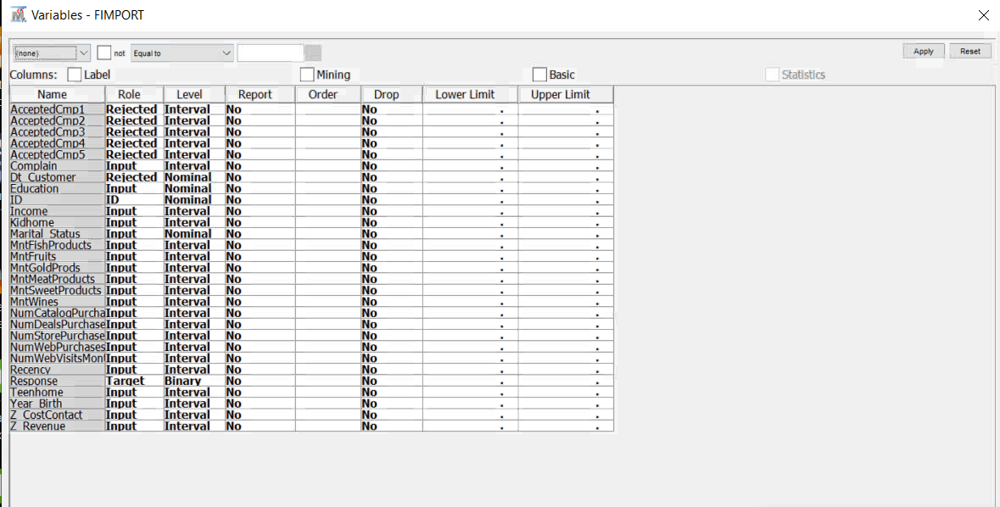 Variables - FIMPORT
(none) not Equal to Apply Reset
Columns: Label Mining Basic Statistics
Name Role Level Report Order Drop Lower Limit Upper Limit
AcceptedCmp1 Rejected Interval No No . .
AcceptedCmp2 Rejected Interval No No . .
AcceptedCmp3 Rejected Interval No No . .
AcceptedCmp4 Rejected Interval No No . .
AcceptedCmp5 Rejected Interval No No . .
Complain Input Interval No No . .
Dt_Customer Rejected Nominal No No . .
Education Input Nominal No No . .
ID ID Nominal No No . .
Income Input Interval No No . .
Kidhome Input Interval No No . .
Marital_Status Input Nominal No No . .
MntFishProducts Input Interval No No . .
MntFruits Input Interval No No . .
MntGoldProds Input Interval No No . .
MntMeatProducts Input Interval No No . .
MntSweetProducts Input Interval No No . .
MntWines Input Interval No No . .
NumCatalogPurcha Input Interval No No . .
NumDealsPurchase Input Interval No No . .
NumStorePurchase Input Interval No No . .
NumWebPurchases Input Interval No No . .
NumWebVisitsMont Input Interval No No . .
Recency Input Interval No No . .
Response Target Binary No No . .
Teenhome Input Interval No No . .
Year_Birth Input Interval No No . .
Z_CostContact Input Interval No No . .
Z_Revenue Input Interval No No . .